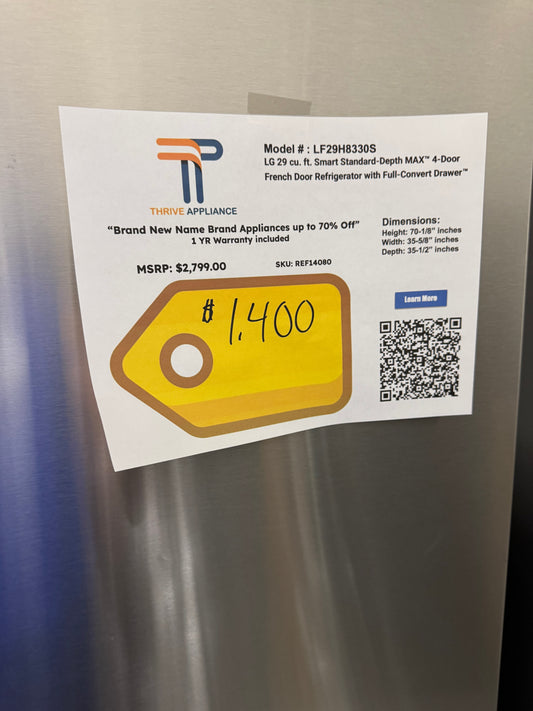 Model # : LF29H8330S
LG 29 cu. ft. Smart Standard-Depth MAX™ 4-Door
French Door Refrigerator with Full-Convert Drawer™
THRIVE APPLIANCE
"Brand New Name Brand Appliances up to 70% Off"
1 YR Warranty included
Dimensions:
Height: 70-1/8" inches
Width: 35-5/8" inches
Depth: 35-1/2" inches
MSRP: $2,799.00
SKU: REF14080
$1,400
Learn More